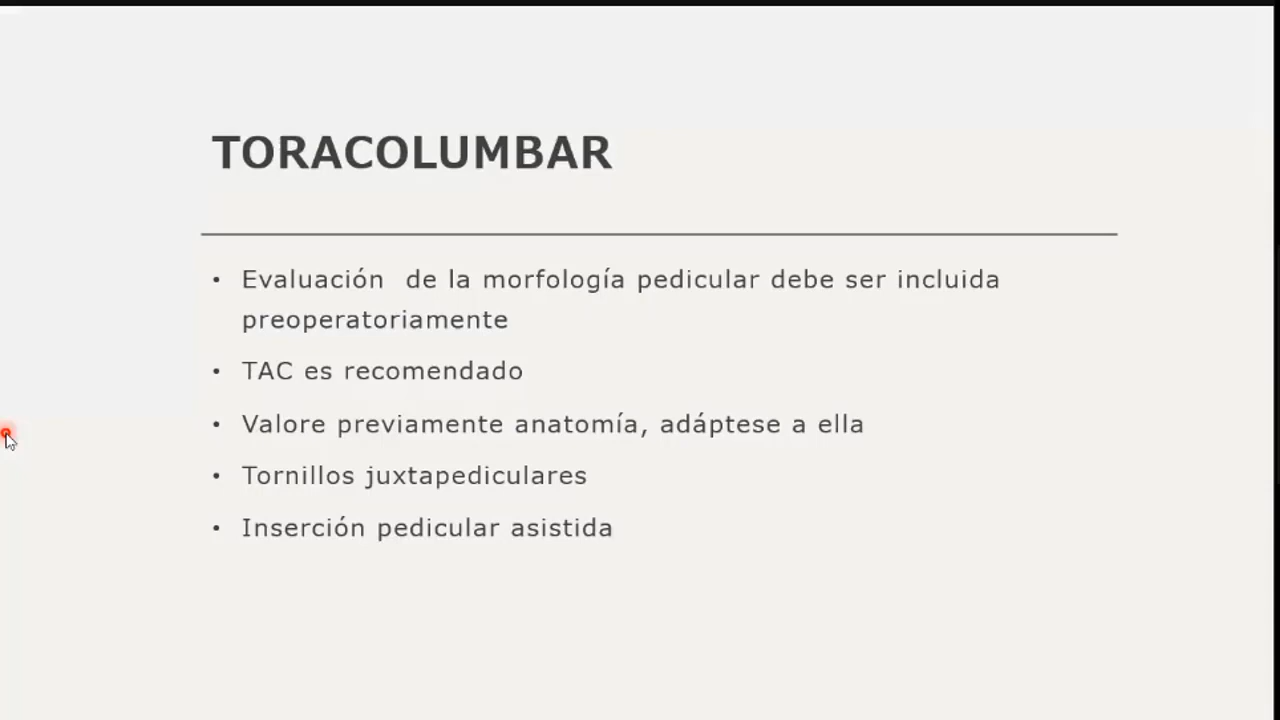 TORACOLUMBAR
• Evaluación de la morfología pedicular debe ser incluida
preoperatoriamente
• TAC es recomendado
• Valore previamente anatomía, adáptese a ella
• Tornillos juxtapediculares
• Inserción pedicular asistida